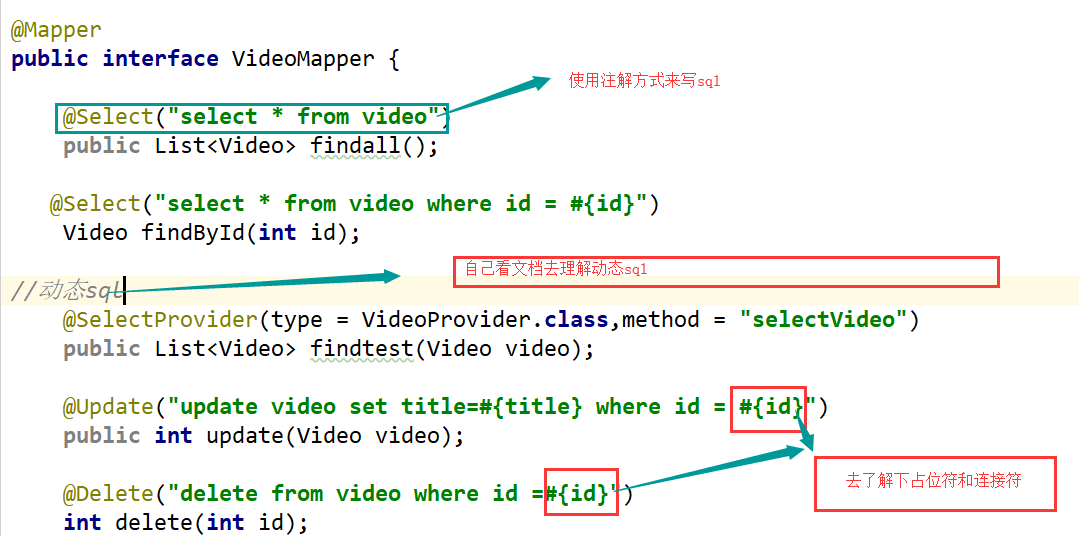 @Mapper
public interface VideoMapper {
使用注解方式来写sql
@Select("select * from video")
public List<Video> findall();
@Select("select * from video where id = #{id}")
Video findById(int id);
自己看文档去理解动态sql
//动态sql
@SelectProvider(type = VideoProvider.class,method = "selectVideo")
public List<Video> findtest(Video video);
@Update("update video set title=#{title} where id = #{id}")
public int update(Video video);
去了解下占位符和连接符
@Delete("delete from video where id =#{id}")
int delete(int id);